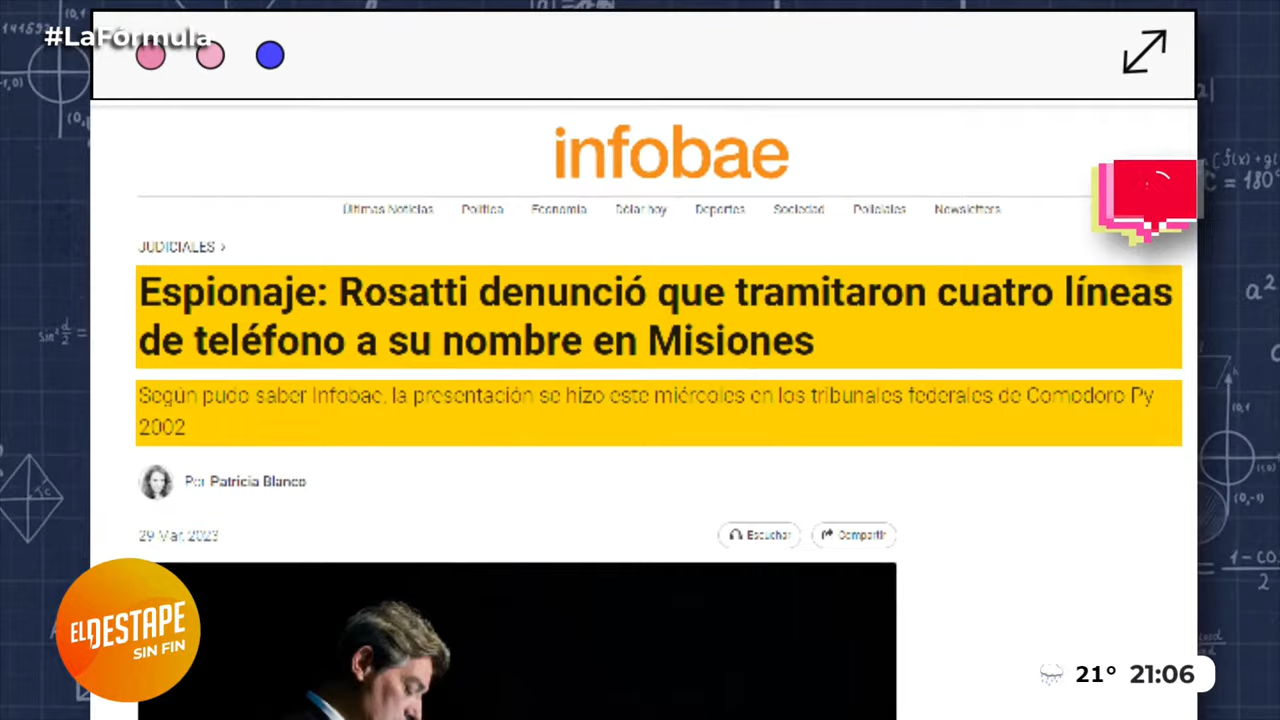 #LaFórmula
infobae
Últimas Noticias Política Economía Dólar hoy Deportes Sociedad Policiales Newsletters
JUDICIALES >
Espionaje: Rosatti denunció que tramitaron cuatro líneas
de teléfono a su nombre en Misiones
Según pudo saber Infobae, la presentación se hizo este miércoles en los tribunales federales de Comodoro Py
2002
Por Patricia Blanco
29 Mar, 2023
Escuchar Compartir
EL DESTAPE
SIN FIN
21° 21:06